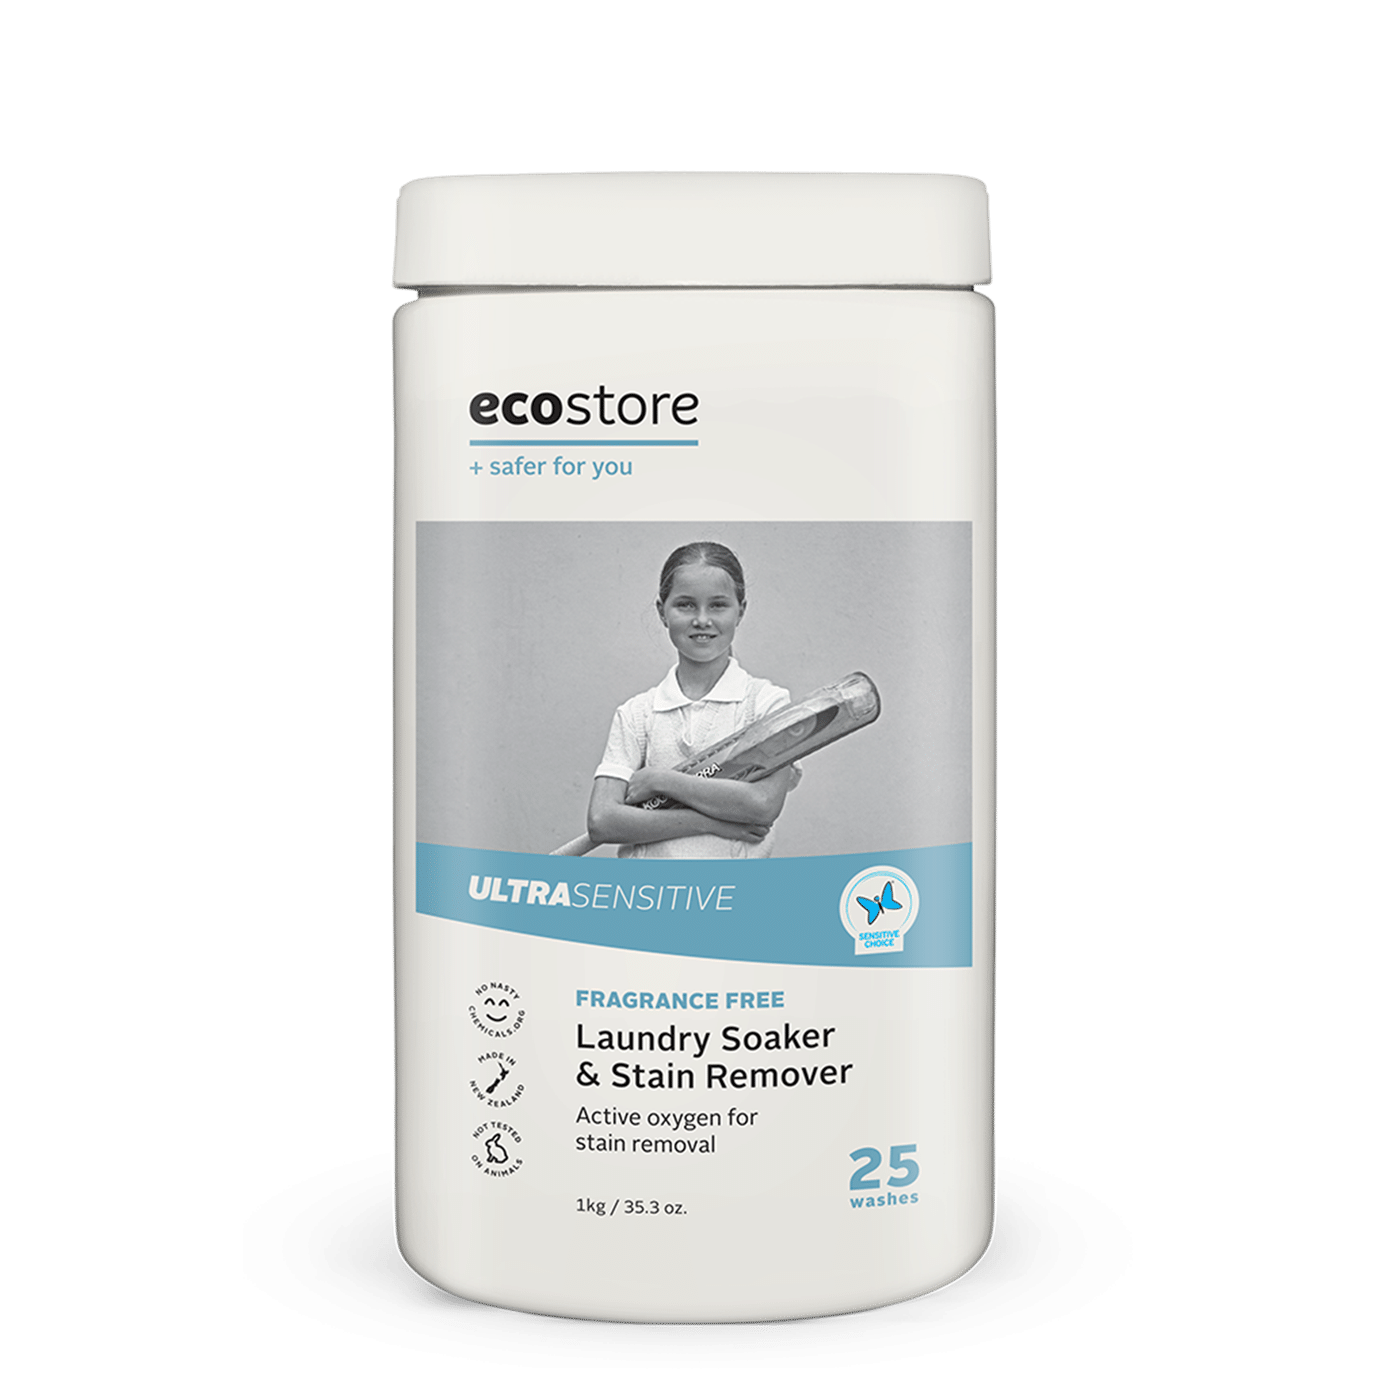 ecostore
+ safer for you
ULTRASENSITIVE
SENSITIVE
CHOICE
NO NASTY
CHEMICALS.ORG
MADE IN
NEW ZEALAND
NOT TESTED
ON ANIMALS
FRAGRANCE FREE
Laundry Soaker
& Stain Remover
Active oxygen for
stain removal
1kg / 35.3 oz.
25
washes